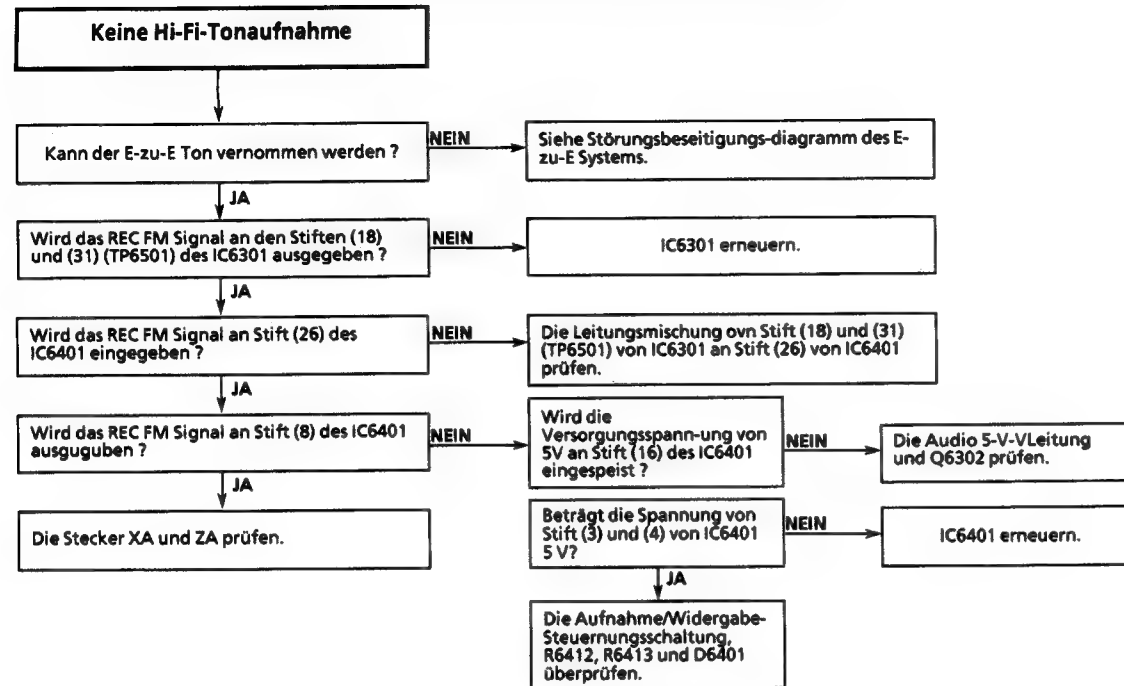 Keine Hi-Fi-Tonaufnahme
Kann der E-zu-E Ton vernommen werden ?
NEIN
Siehe Störungsbeseitigungs-diagramm des E-
zu-E Systems.
JA
Wird das REC FM Signal an den Stiften (18)
und (31) (TP6501) des IC6301 ausgegeben ?
NEIN
IC6301 erneuern.
JA
Wird das REC FM Signal an Stift (26) des
IC6401 eingegeben ?
NEIN
Die Leitungsmischung ovn Stift (18) und (31)
(TP6501) von IC6301 an Stift (26) von IC6401
prüfen.
JA
Wird das REC FM Signal an Stift (8) des IC6401
ausguguben ?
NEIN
Wird die
Versorgungsspann-ung von
5V an Stift (16) des IC6401
eingespeist ?
NEIN
Die Audio 5-V-VLeitung
und Q6302 prüfen.
JA
Die Stecker XA und ZA prüfen.
Beträgt die Spannung von
Stift (3) und (4) von IC6401
5 V?
NEIN
IC6401 erneuern.
JA
Die Aufnahme/Widergabe-
Steuernungsschaltung,
R6412, R6413 und D6401
überprüfen.